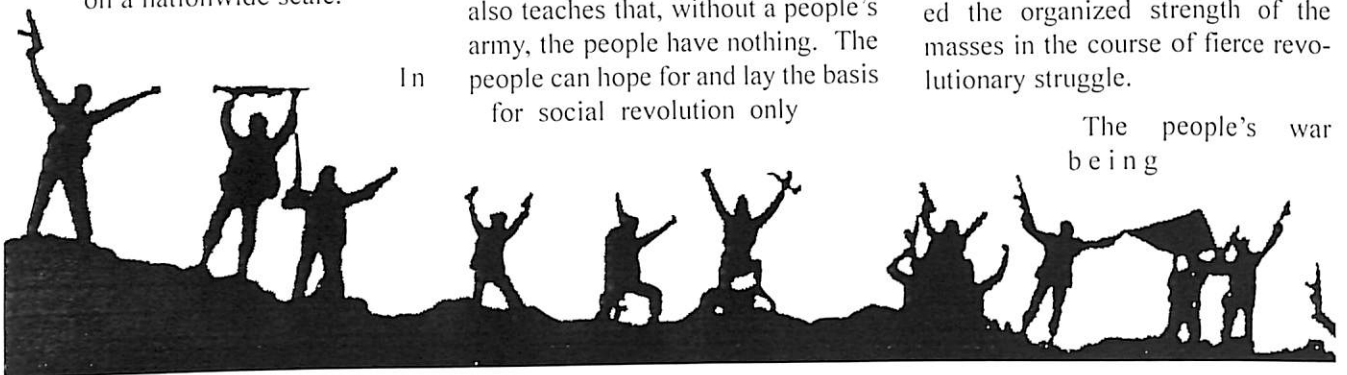 on a nationwide scale.
In
also teaches that, without a people's
army, the people have nothing. The
people can hope for and lay the basis
for social revolution only
ed the organized strength of the
masses in the course of fierce revo-
lutionary struggle.
The people's war
being